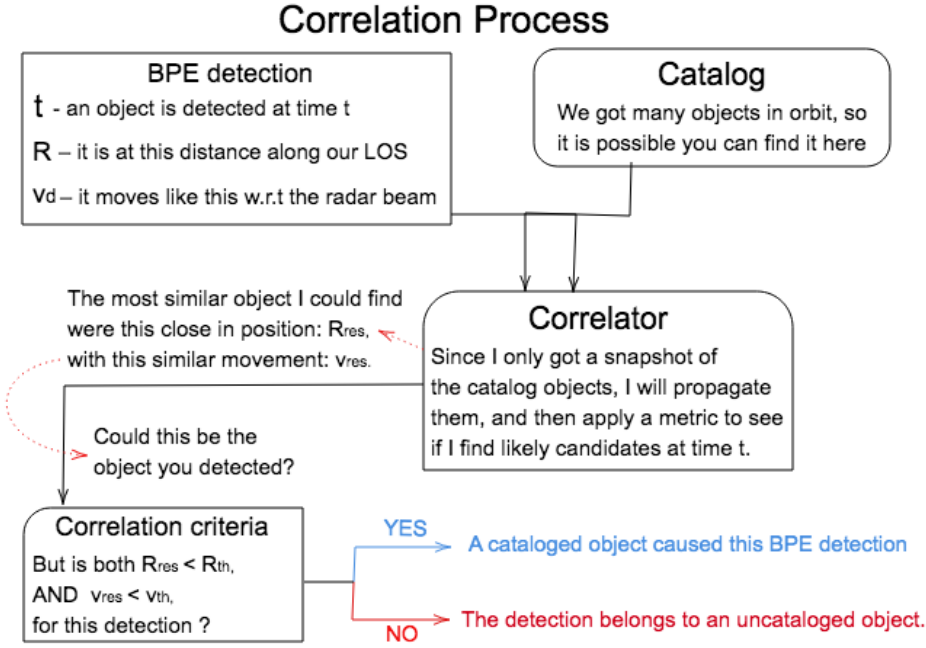 Correlation Process
BPE detection
t - an object is detected at time t
R – it is at this distance along our LOS
vd – it moves like this w.r.t the radar beam
Catalog
We got many objects in orbit, so
it is possible you can find it here
The most similar object I could find
were this close in position: Rres,
with this similar movement: vres.
Could this be the
object you detected?
Correlator
Since I only got a snapshot of
the catalog objects, I will propagate
them, and then apply a metric to see
if I find likely candidates at time t.
Correlation criteria
But is both Rres < Rth,
AND vres < vth,
for this detection ?
YES
A cataloged object caused this BPE detection
NO
The detection belongs to an uncataloged object.